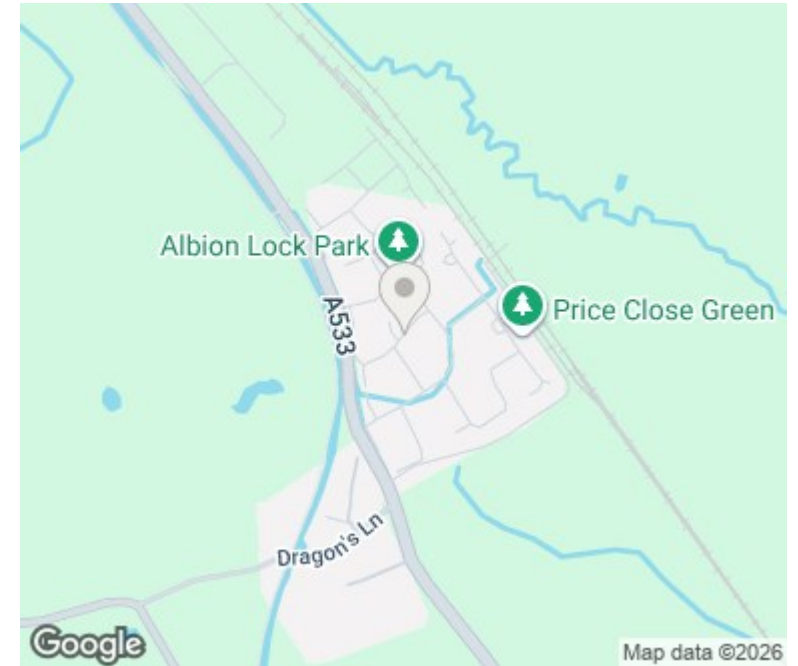 Albion Lock Park
A533
Price Close Green
Dragon's Ln
Google
Map data ©2026